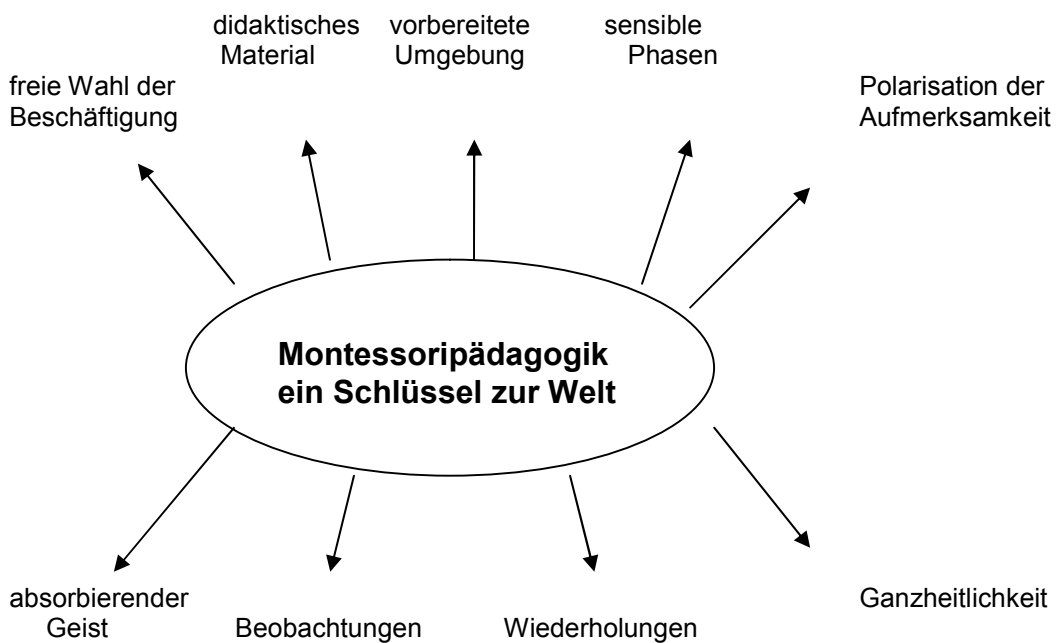 didaktisches
Material
vorbereitete
Umgebung
sensible
Phasen
freie Wahl der
Beschäftigung
Polarisation der
Aufmerksamkeit
Montessoripädagogik
ein Schlüssel zur Welt
absorbierender
Geist
Beobachtungen
Wiederholungen
Ganzheitlichkeit